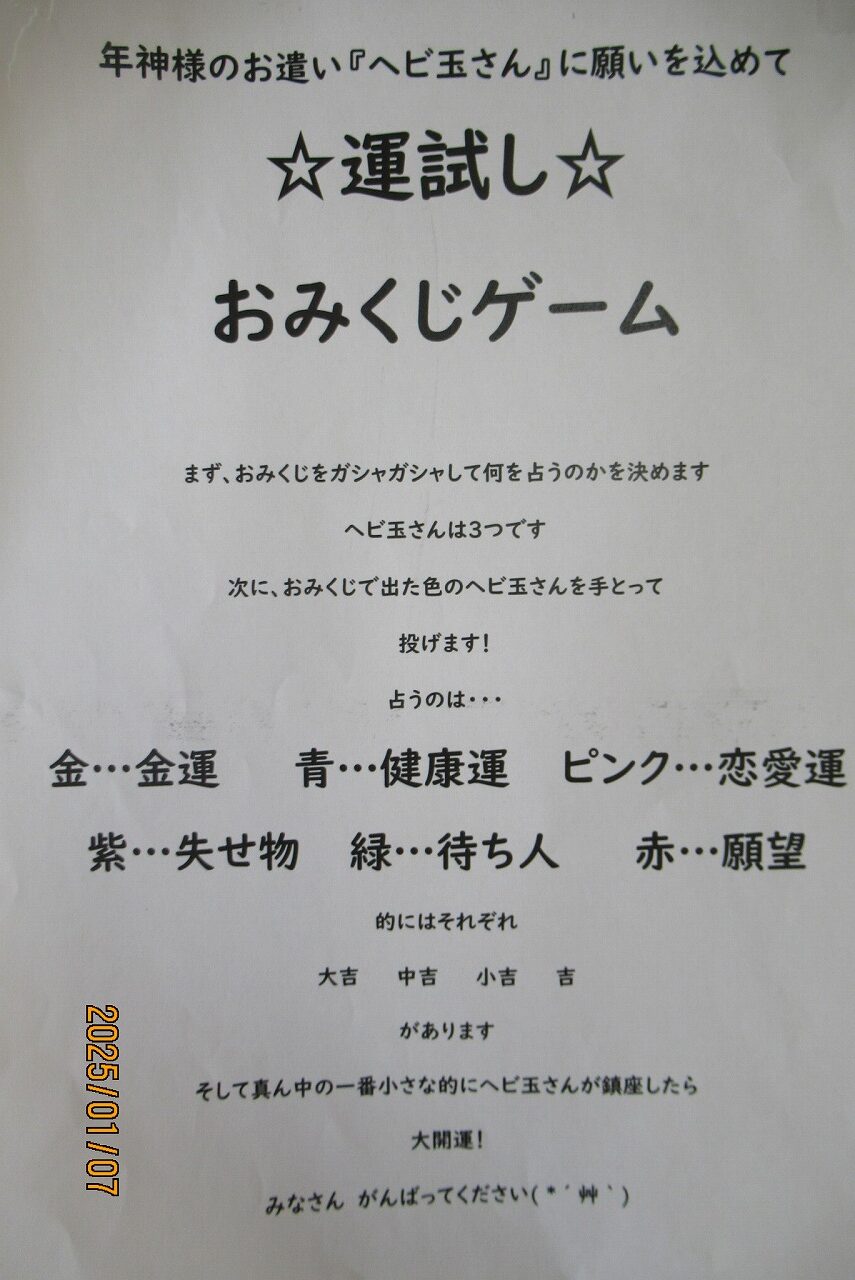 年神様のお遣い『ヘビ玉さん』に願いを込めて
☆運試し☆
おみくじゲーム
まず、おみくじをガシャガシャして何を占うのかを決めます
ヘビ玉さんは3つです
次に、おみくじで出た色のヘビ玉さんを手とって
投げます!
占うのは・・・
金…金運 青…健康運 ピンク…恋愛運
紫…失せ物 緑…待ち人 赤…願望
的にはそれぞれ
大吉 中吉 小吉 吉
があります
そして真ん中の一番小さな的にヘビ玉さんが鎮座したら
大開運!
みなさん がんばってください(*´艸`)
2025/01/07